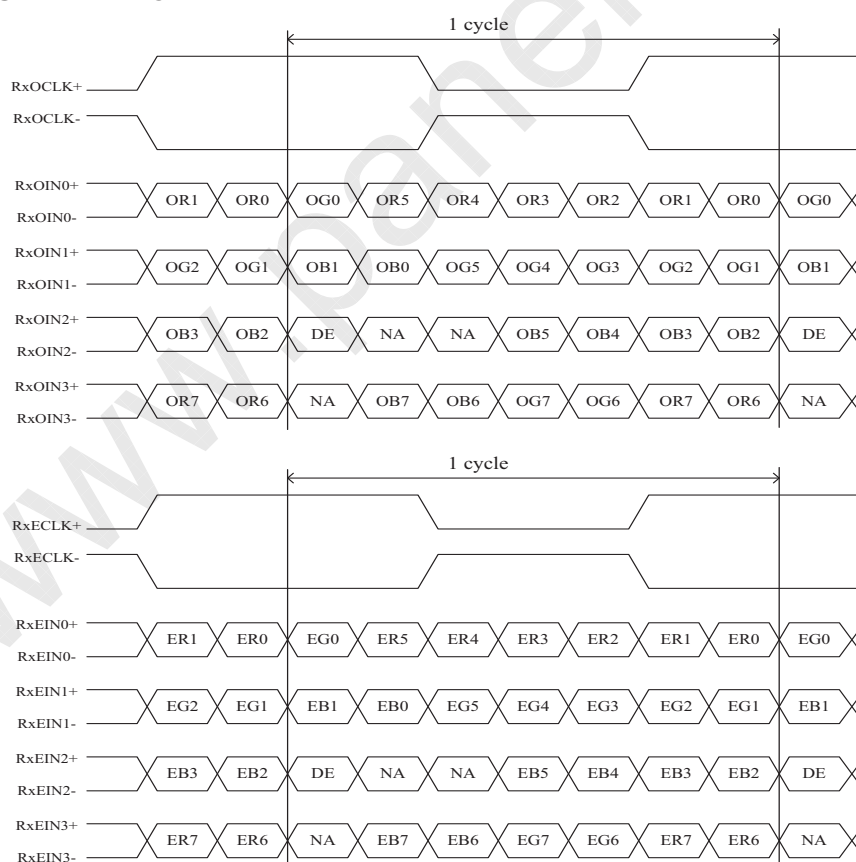 1 cycle
RxOCLK+
RxOCLK-
RxOIN0+
OR1 OR0 OG0 OR5 OR4 OR3 OR2 OR1 OR0 OG0
RxOIN0-
RxOIN1+
OG2 OG1 OB1 OB0 OG5 OG4 OG3 OG2 OG1 OB1
RxOIN1-
RxOIN2+
OB3 OB2 DE NA NA OB5 OB4 OB3 OB2 DE
RxOIN2-
RxOIN3+
OR7 OR6 NA OB7 OB6 OG7 OG6 OR7 OR6 NA
RxOIN3-
1 cycle
RxECLK+
RxECLK-
RxEIN0+
ER1 ER0 EG0 ER5 ER4 ER3 ER2 ER1 ER0 EG0
RxEIN0-
RxEIN1+
EG2 EG1 EB1 EB0 EG5 EG4 EG3 EG2 EG1 EB1
RxEIN1-
RxEIN2+
EB3 EB2 DE NA NA EB5 EB4 EB3 EB2 DE
RxEIN2-
RxEIN3+
ER7 ER6 NA EB7 EB6 EG7 EG6 ER7 ER6 NA
RxEIN3-
www.pane